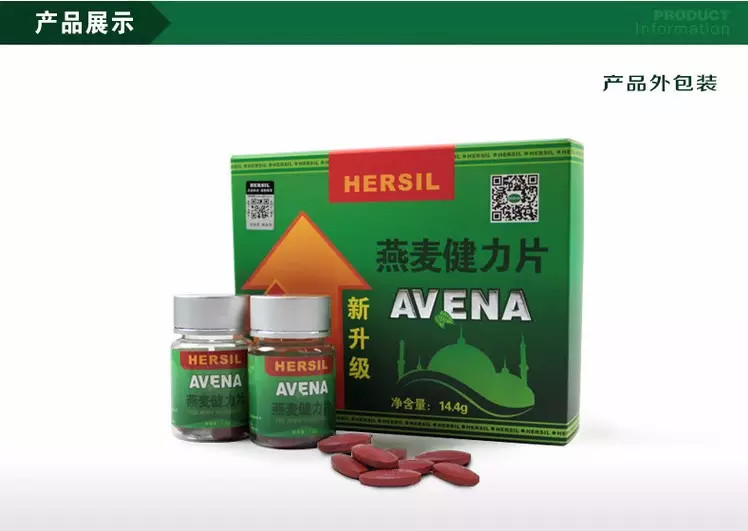 产品展示
PRODUCT
Information
产品外包装
HERSIL
HERSIL
燕麦健力片
AVENA
新升级
净含量: 14.4g
HERSIL
AVENA
燕麦健力片
HERSIL
AVENA
燕麦健力片